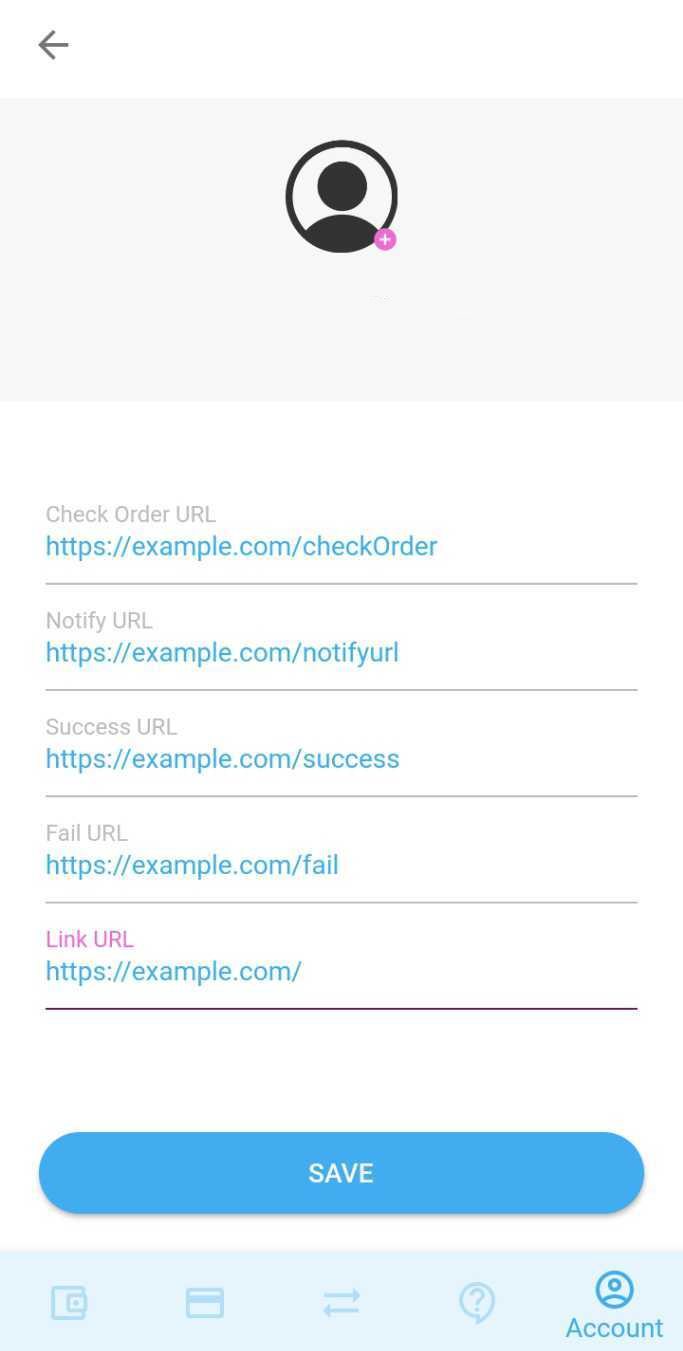 Check Order URL
https://example.com/checkOrder
Notify URL
https://example.com/notifyurl
Success URL
https://example.com/success
Fail URL
https://example.com/fail
Link URL
https://example.com/
SAVE
Account